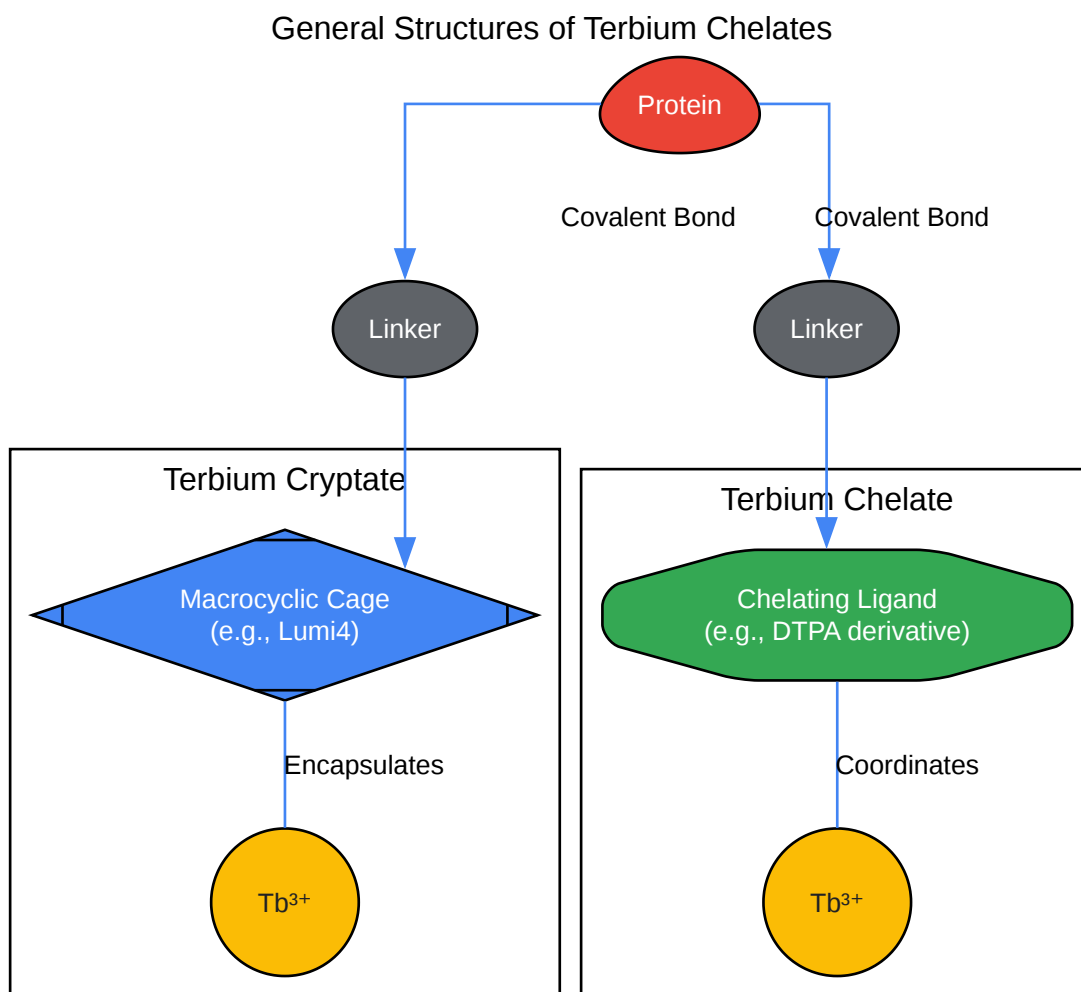 General Structures of Terbium Chelates
Protein
Covalent Bond
Covalent Bond
Linker
Linker
Terbium Cryptate
Terbium Chelate
Macrocyclic Cage
(e.g., Lumi4)
Chelating Ligand
(e.g., DTPA derivative)
Encapsulates
Coordinates
Tb³⁺
Tb³⁺